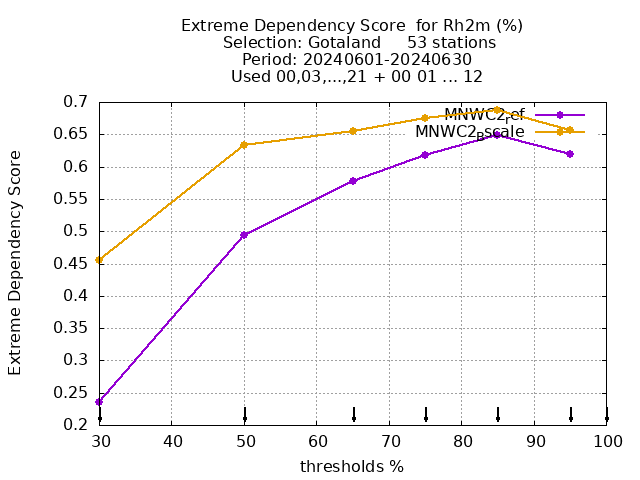 Extreme Dependency Score for Rh2m (%)
Selection: Gotaland 53 stations
Period: 20240601-20240630
Used 00,03,...,21 + 00 01 ... 12
MNWC2ref
MNWC2Bscale
Extreme Dependency Score
0.7
0.65
0.6
0.55
0.5
0.45
0.4
0.35
0.3
0.25
0.2
30 40 50 60 70 80 90 100
thresholds %